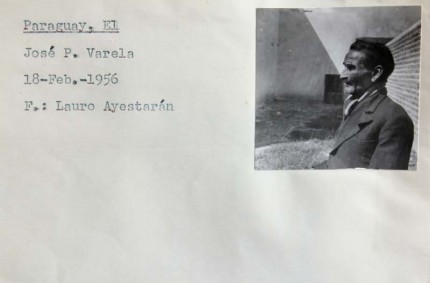 Paraguay, El
José P. Varela
18-Feb.-1956
F.: Lauro Ayestarán